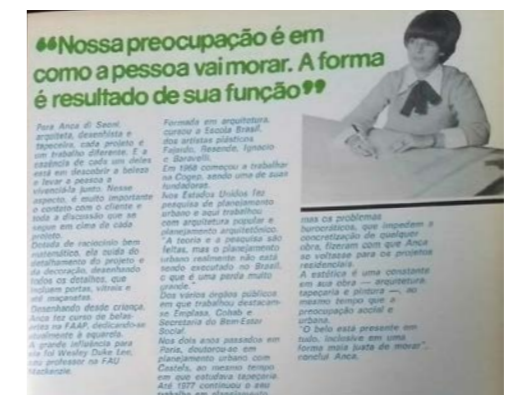 “Nossa preocupação é em
como a pessoa vai morar. A forma
é resultado de sua função”
Para Anca di Saoni,
arquiteta, desenhista e
tapeceira, cada projeto é
um trabalho diferente. E a
essência de cada um deles
está em descobrir a beleza
e levar a pessoa a
vivenciá-la junto. Nesse
aspecto, é muito importante
o contato com o cliente e
toda a discussão que se
segue em cima de cada
projeto.
Dotada de raciocínio bem
matemático, ela cuida do
detalhamento do projeto e
da decoração, desenhando
todos os detalhes, que
incluem portas, vitrais e
até maçanetas.
Desenhando desde criança,
Anca fez curso de belas-
artes na FAAP, dedicando-se
atualmente à aquarela.
A grande influência para
ela foi Wesley Duke Lee,
seu professor na FAU
Mackenzie.
Formada em arquitetura,
cursou a Escola Brasil,
dos artistas plásticos
Fajardo, Resende, Ignacio
e Baravelli.
Em 1968 começou a trabalhar
na Cogep, sendo uma de suas
fundadoras.
Nos Estados Unidos fez
pesquisa de planejamento
urbano e aqui trabalhou
com arquitetura popular e
planejamento arquitetônico.
"A teoria e a pesquisa são
feitas, mas o planejamento
urbano realmente não está
sendo executado no Brasil,
o que é uma perda muito
grande."
Dos vários órgãos públicos
em que trabalhou destacam-
se Emplasa, Cohab e
Secretaria do Bem-Estar
Social.
Nos dois anos passados em
Paris, doutorou-se em
planejamento urbano com
Castels, ao mesmo tempo
em que estudava tapeçaria.
Até 1977 continuou o seu
trabalho em planejamento
mas os problemas
burocráticos, que impedem a
concretização de qualquer
obra, fizeram com que Anca
se voltasse para os projetos
residenciais.
A estética é uma constante
em sua obra — arquitetura,
tapeçaria e pintura —, ao
mesmo tempo que a
preocupação social e
urbana.
"O belo está presente em
tudo, inclusive em uma
forma mais justa de morar",
conclui Anca.